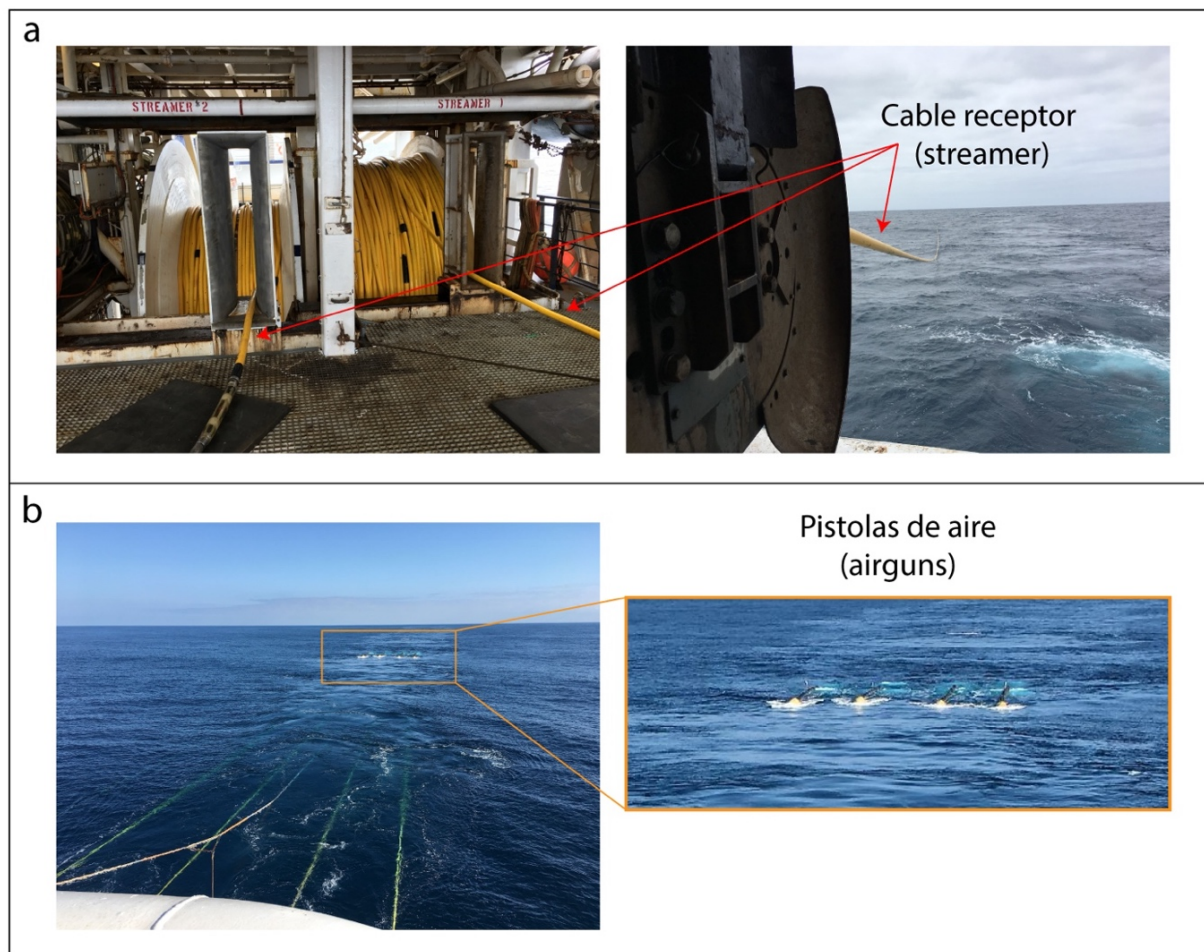 a
STREAMER #2
STREAMER 1
Cable receptor
(streamer)
b
Pistolas de aire
(airguns)